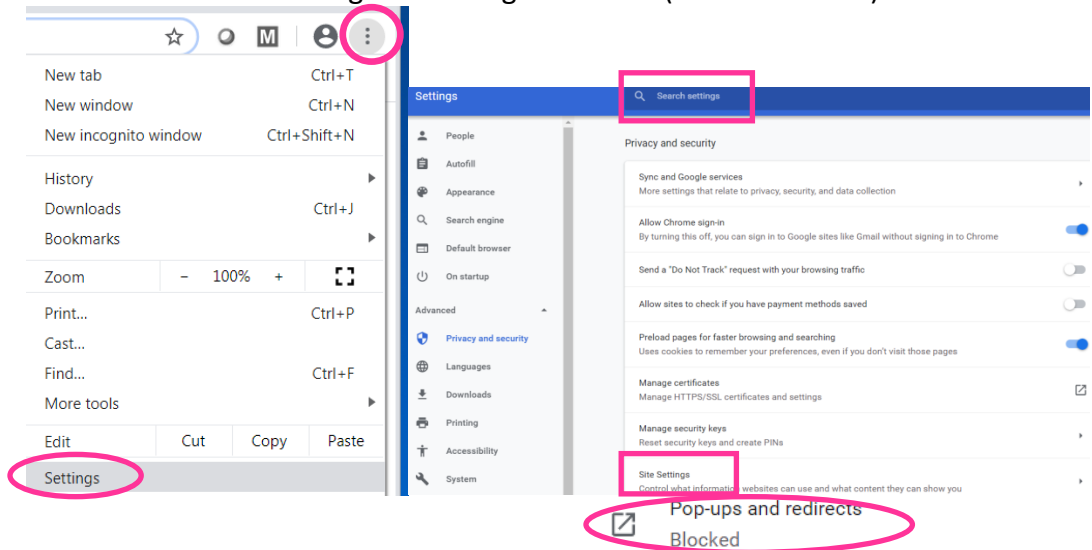 M
New tab Ctrl+T
New window Ctrl+N
New incognito window Ctrl+Shift+N
History
Downloads Ctrl+J
Bookmarks
Zoom - 100% +
Print... Ctrl+P
Cast...
Find... Ctrl+F
More tools
Edit Cut Copy Paste
Settings
Settings
Search settings
People
Autofill
Appearance
Search engine
Default browser
On startup
Advanced
Privacy and security
Languages
Downloads
Printing
Accessibility
System
Privacy and security
Sync and Google services
More settings that relate to privacy, security, and data collection
Allow Chrome sign-in
By turning this off, you can sign in to Google sites like Gmail without signing in to Chrome
Send a "Do Not Track" request with your browsing traffic
Allow sites to check if you have payment methods saved
Preload pages for faster browsing and searching
Uses cookies to remember your preferences, even if you don't visit those pages
Manage certificates
Manage HTTPS/SSL certificates and settings
Manage security keys
Reset security keys and create PINs
Site Settings
Control what information websites can use and what content they can show you
Pop-ups and redirects
Blocked